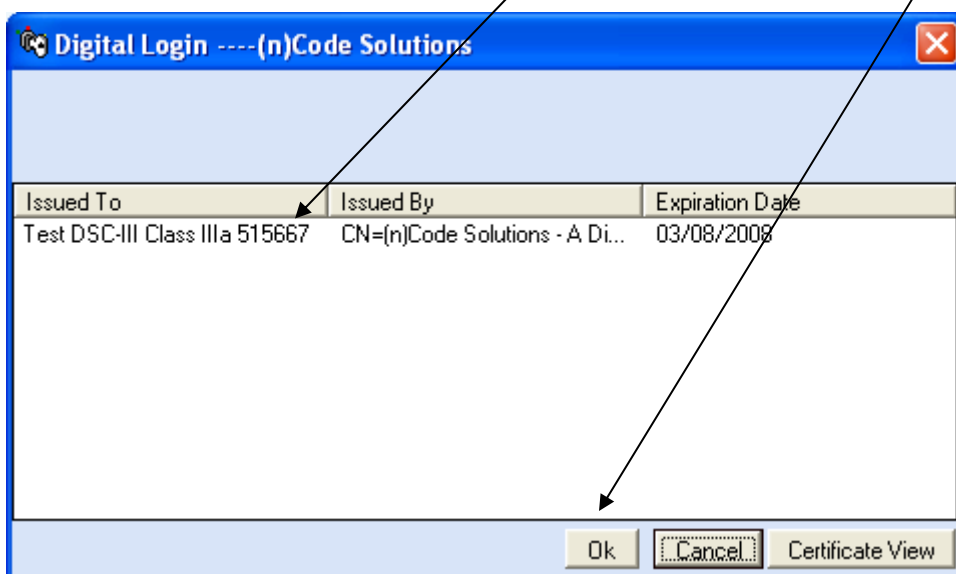 Digital Login ----(n)Code Solutions
Issued To Issued By Expiration Date
Test DSC-III Class IIIa 515667 CN=(n)Code Solutions - A Di... 03/08/2008
Ok Cancel Certificate View